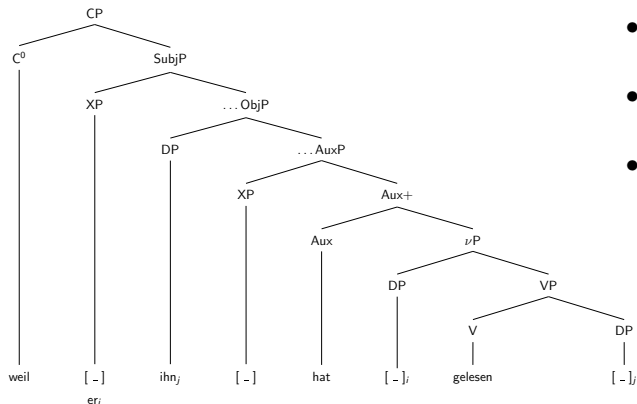 CP
C⁰ SubjP
XP ...ObjP
DP ...AuxP
XP Aux+
Aux νP
DP VP
V DP
weil [ _ ] ihnⱼ [ _ ] hat [ _ ]ᵢ gelesen [ _ ]ⱼ
erᵢ